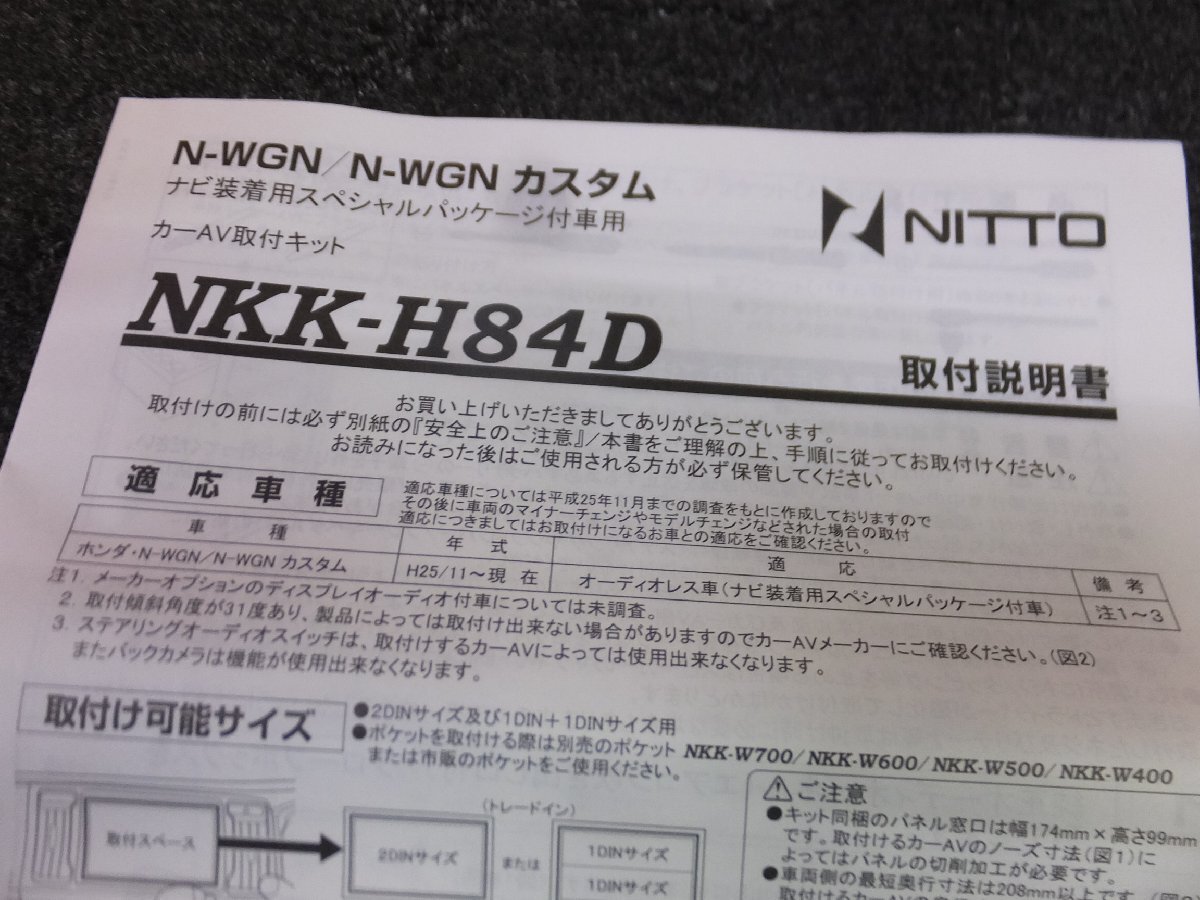 N-WGN/N-WGN カスタム
ナビ装着用スペシャルパッケージ付車用
カーAV取付キット
NITTO
NKK-H84D
取付説明書
お買い上げいただきましてありがとうございます。
取付けの前には必ず別紙の『安全上のご注意』/本書をご理解の上、手順に従ってお取付けください。
お読みになった後はご使用される方が必ず保管してください。
適応車種
適応車種については平成25年11月までの調査をもとに作成しておりますので
その後に車両のマイナーチェンジやモデルチェンジなどされた場合の取付
適応につきましてはお取付けになるお車との適応をご確認ください。
車種 年式 適応 備考
ホンダ・N-WGN/N-WGN カスタム H25/11～現在 オーディオレス車(ナビ装着用スペシャルパッケージ付車) 注1～3
注1. メーカーオプションのディスプレイオーディオ付車については未調査。
2. 取付傾斜角度が31度あり、製品によっては取付け出来ない場合がありますのでカーAVメーカーにご確認ください。(図2)
3. ステアリングオーディオスイッチは、取付けするカーAVによっては使用出来なくなります。
またバックカメラは機能が使用出来なくなります。
取付け可能サイズ
●2DINサイズ及び1DIN+1DINサイズ用
●ポケットを取付ける際は別売のポケット NKK-W700/NKK-W600/NKK-W500/NKK-W400
または市販のポケットをご使用ください。
(トレードイン)
取付スペース
2DINサイズ
または
1DINサイズ
1DINサイズ
ご注意
●キット同梱のパネル窓口は幅174mm×高さ99mm
です。取付けるカーAVのノーズ寸法(図1)に
よってはパネルの切削加工が必要です。
●車両側の最短奥行寸法は208mm以上です。